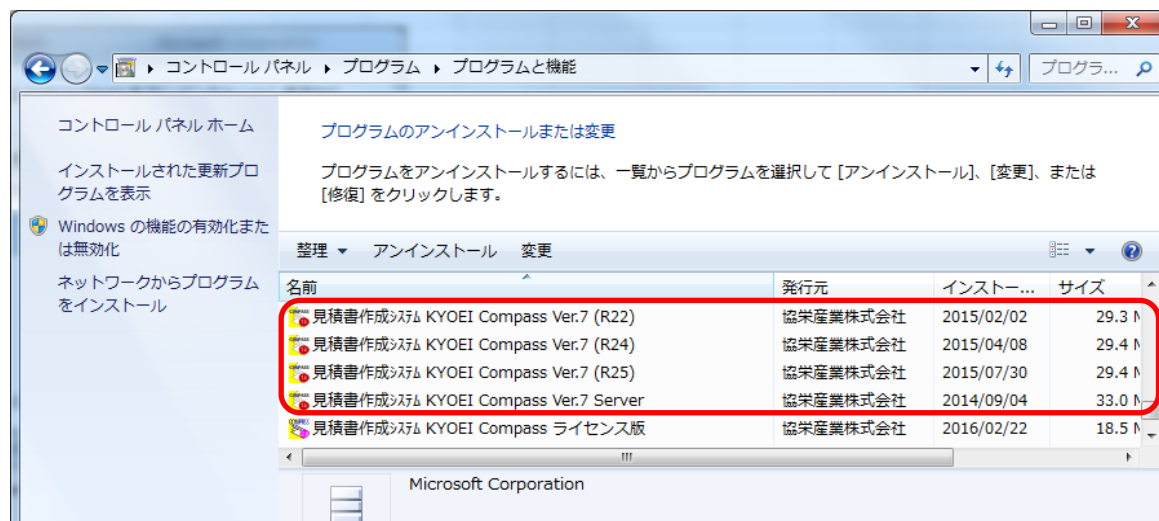 コントロール パネル ▸ プログラム ▸ プログラムと機能
プログラ...
コントロール パネル ホーム
インストールされた更新プロ
グラムを表示
Windows の機能の有効化また
は無効化
ネットワークからプログラム
をインストール
プログラムのアンインストールまたは変更
プログラムをアンインストールするには、一覧からプログラムを選択して [アンインストール]、[変更]、または
[修復] をクリックします。
整理 アンインストール 変更
名前 発行元 インストー... サイズ
見積書作成ｼｽﾃﾑ KYOEI Compass Ver.7 (R22) 協栄産業株式会社 2015/02/02 29.3 M
見積書作成ｼｽﾃﾑ KYOEI Compass Ver.7 (R24) 協栄産業株式会社 2015/04/08 29.4 M
見積書作成ｼｽﾃﾑ KYOEI Compass Ver.7 (R25) 協栄産業株式会社 2015/07/30 29.4 M
見積書作成ｼｽﾃﾑ KYOEI Compass Ver.7 Server 協栄産業株式会社 2014/09/04 33.0 M
見積書作成ｼｽﾃﾑ KYOEI Compass ライセンス版 協栄産業株式会社 2016/02/22 18.5 M
Microsoft Corporation